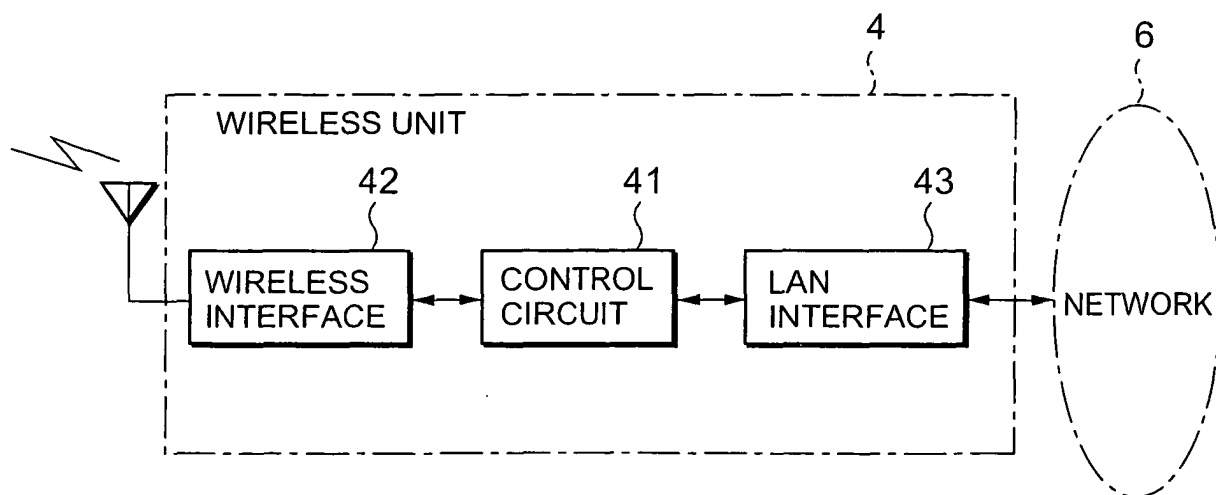 4
6
WIRELESS UNIT
42
41
43
WIRELESS
INTERFACE
CONTROL
CIRCUIT
LAN
INTERFACE
NETWORK